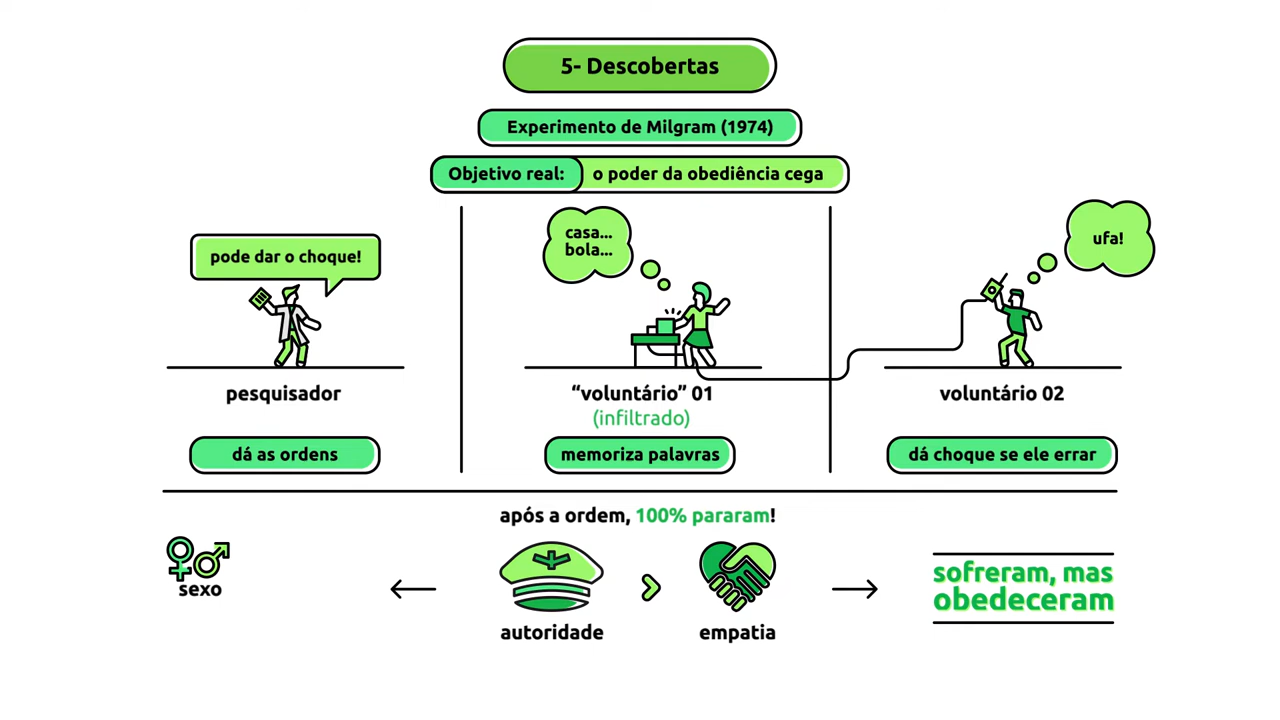 5- Descobertas
Experimento de Milgram (1974)
Objetivo real: o poder da obediência cega
pode dar o choque!
casa...
bola...
ufa!
pesquisador
“voluntário” 01
(infiltrado)
voluntário 02
dá as ordens
memoriza palavras
dá choque se ele errar
após a ordem, 100% pararam!
sexo
autoridade
empatia
sofreram, mas
obedeceram